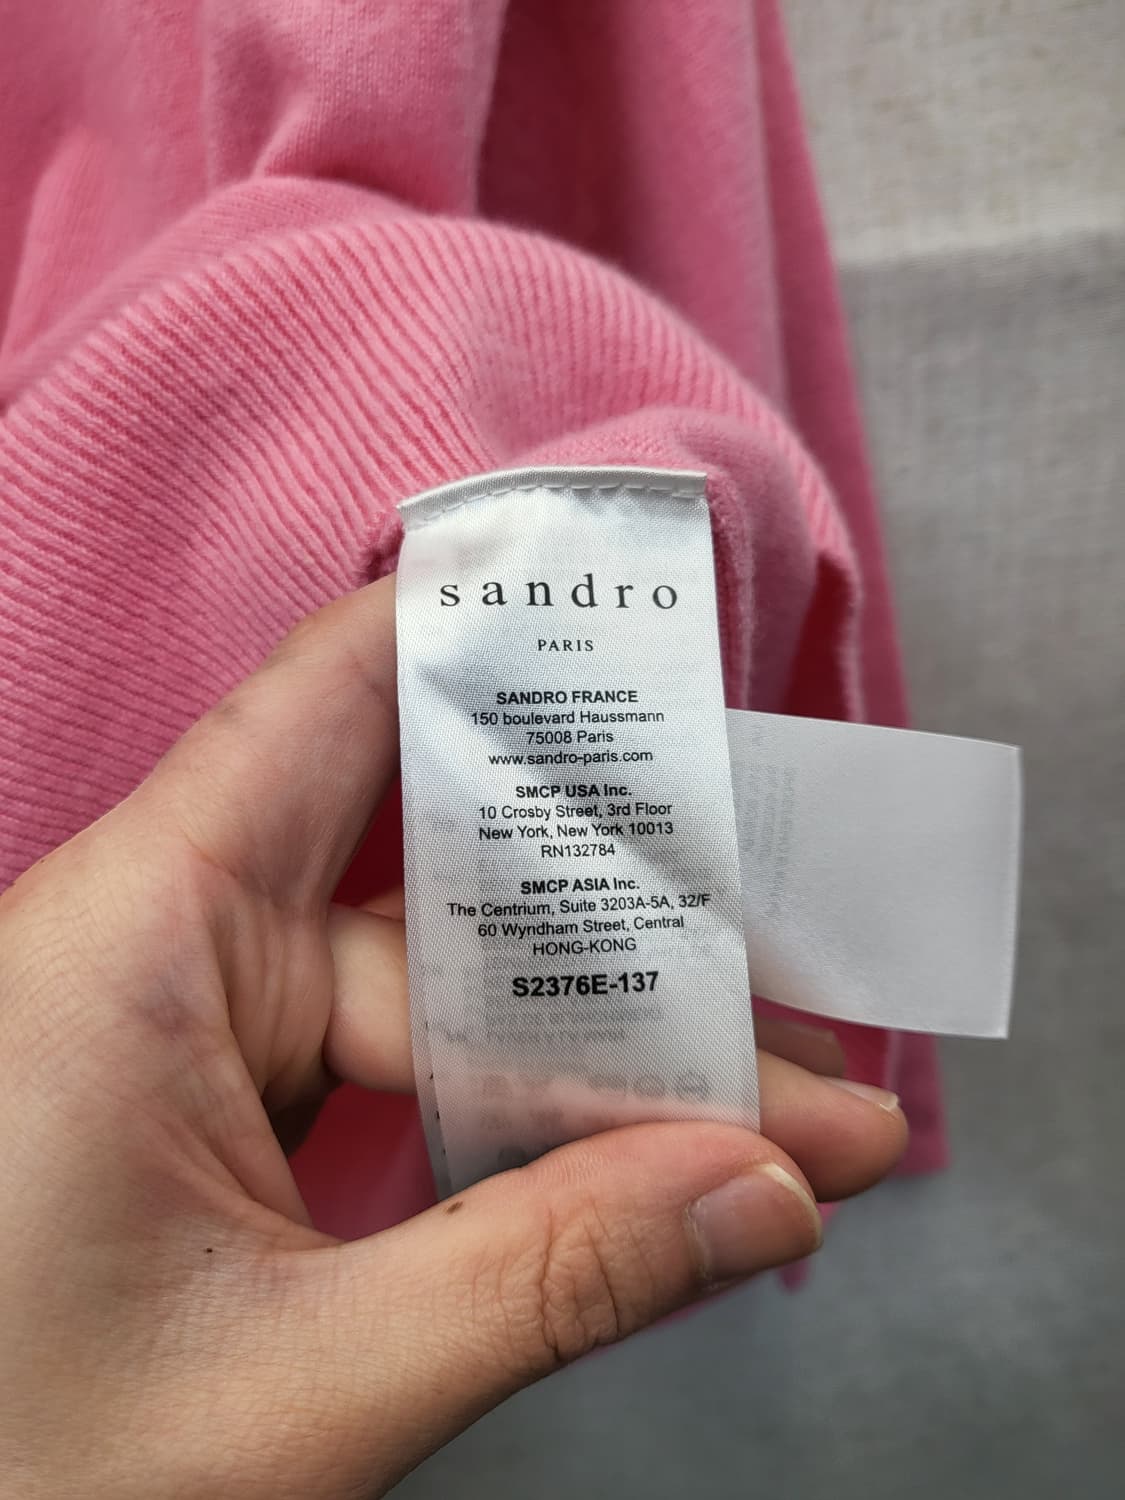 sandro
PARIS
SANDRO FRANCE
150 boulevard Haussmann
75008 Paris
www.sandro-paris.com
SMCP USA Inc.
10 Crosby Street, 3rd Floor
New York, New York 10013
RN132784
SMCP ASIA Inc.
The Centrium, Suite 3203A-5A, 32/F
60 Wyndham Street, Central
HONG-KONG
S2376E-137